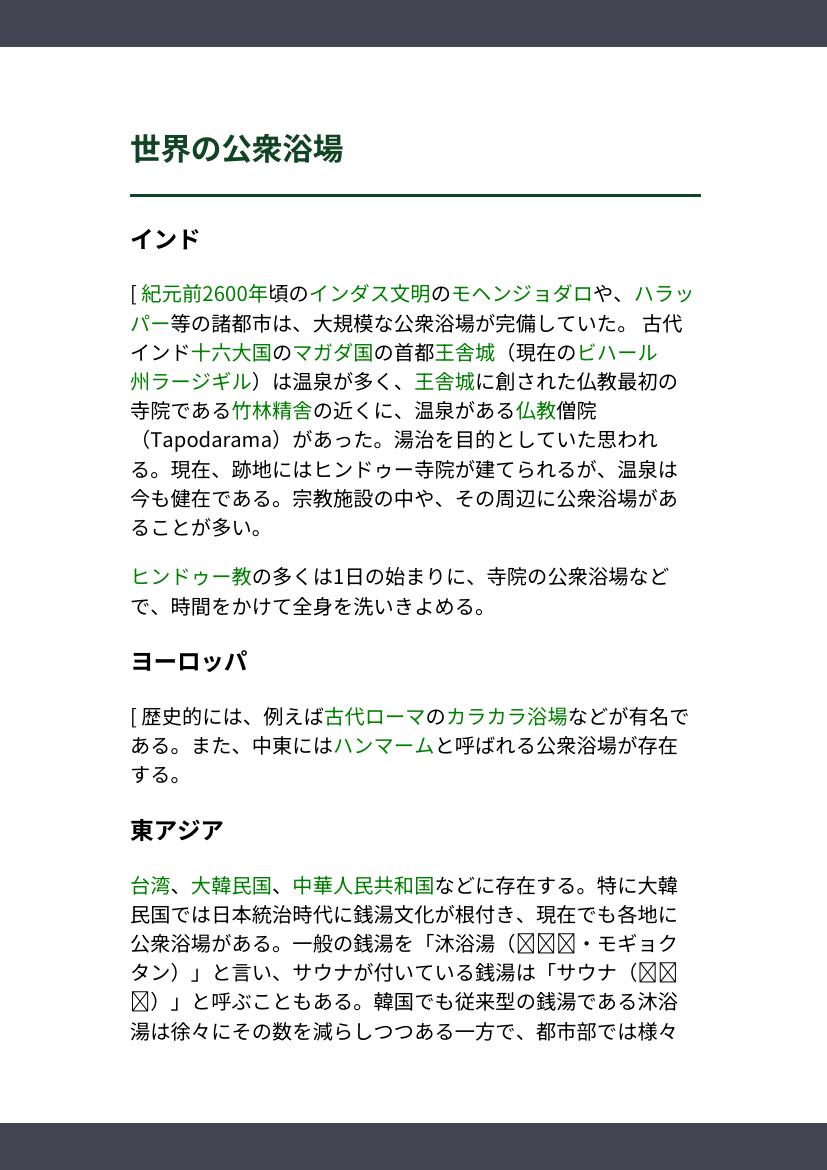 世界の公衆浴場
インド
[ 紀元前2600年頃のインダス文明のモヘンジョダロや、ハラッ
パー等の諸都市は、大規模な公衆浴場が完備していた。 古代
インド十六大国のマガダ国の首都王舎城（現在のビハール
州ラージギル）は温泉が多く、王舎城に創された仏教最初の
寺院である竹林精舎の近くに、温泉がある仏教僧院
（Tapodarama）があった。湯治を目的としていた思われ
る。現在、跡地にはヒンドゥー寺院が建てられるが、温泉は
今も健在である。宗教施設の中や、その周辺に公衆浴場があ
ることが多い。
ヒンドゥー教の多くは1日の始まりに、寺院の公衆浴場など
で、時間をかけて全身を洗いきよめる。
ヨーロッパ
[ 歴史的には、例えば古代ローマのカラカラ浴場などが有名で
ある。また、中東にはハンマームと呼ばれる公衆浴場が存在
する。
東アジア
台湾、大韓民国、中華人民共和国などに存在する。特に大韓
民国では日本統治時代に銭湯文化が根付き、現在でも各地に
公衆浴場がある。一般の銭湯を「沐浴湯（・モギョク
タン）」と言い、サウナが付いている銭湯は「サウナ（
）」と呼ぶこともある。韓国でも従来型の銭湯である沐浴
湯は徐々にその数を減らしつつある一方で、都市部では様々